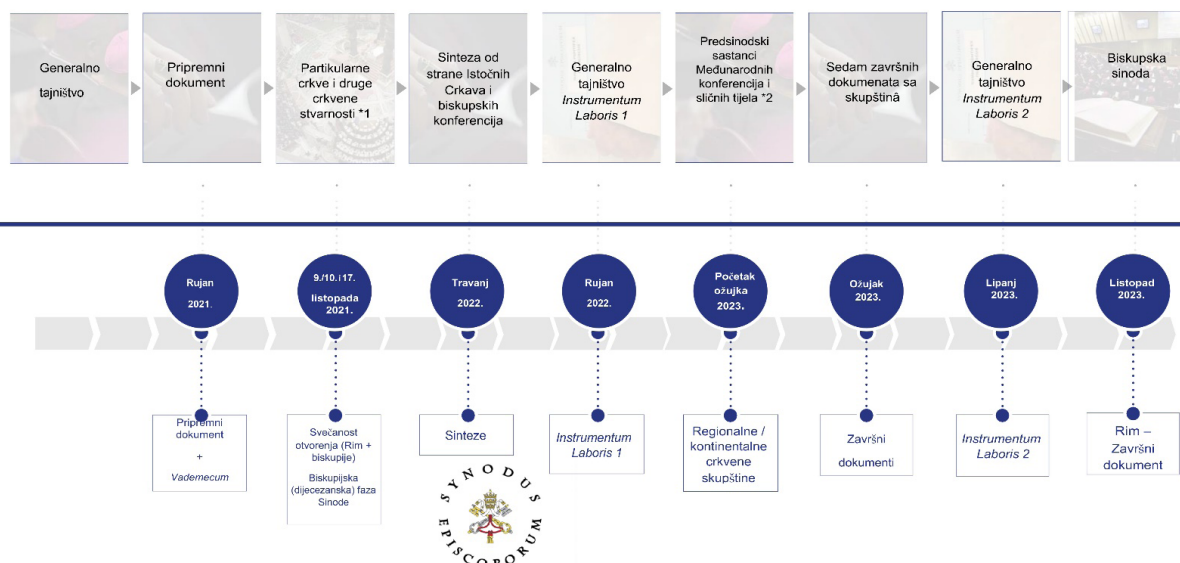 Generalno
tajništvo
Pripremni
dokument
Partikularne
crkve i druge
crkvene
stvarnosti *1
Sinteza od
strane Istočnih
Crkava i
biskupskih
konferencija
Generalno
tajništvo
Instrumentum
Laboris 1
Predsinodski
sastanci
Međunarodnih
konferencija i
sličnih tijela *2
Sedam završnih
dokumenata sa
skupštinâ
Generalno
tajništvo
Instrumentum
Laboris 2
Biskupska
sinoda
Rujan
2021.
9./10. i 17.
listopada
2021.
Travanj
2022.
Rujan
2022.
Početak
ožujka
2023.
Ožujak
2023.
Lipanj
2023.
Listopad
2023.
Pripremni
dokument
+
Vademecum
Svečanost
otvorenja (Rim +
biskupije)
Biskupijska
(dijecezanska) faza
Sinode
Sinteze
Instrumentum
Laboris 1
Regionalne /
kontinentalne
crkvene
skupštine
Završni
dokumenti
Instrumentum
Laboris 2
Rim –
Završni
dokument
SYNODUS
EPISCOPORUM